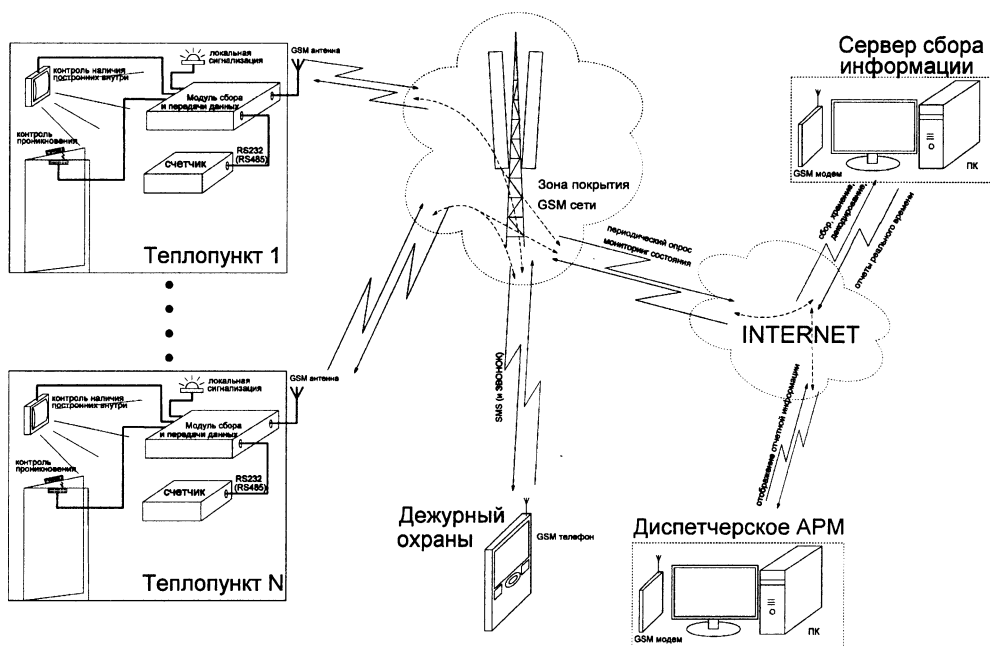 локальная
сигнализация
GSM антенна
контроль наличия
посторонних внутри
Модуль сбора
и передачи данных
контроль
проникновения
RS232
(RS485)
счетчик
Теплопункт 1
Зона покрытия
GSM сети
Сервер сбора
информации
GSM модем
ПК
сбор, хранение,
декодирование,
отчеты реального времени
периодический опрос
мониторинг состояния
INTERNET
SMS (и ЗВОНОК)
отображение отчетной информации
локальная
сигнализация
GSM антенна
контроль наличия
посторонних внутри
Модуль сбора
и передачи данных
контроль
проникновения
RS232
(RS485)
счетчик
Теплопункт N
Дежурный
охраны
GSM телефон
Диспетчерское АРМ
GSM модем
ПК